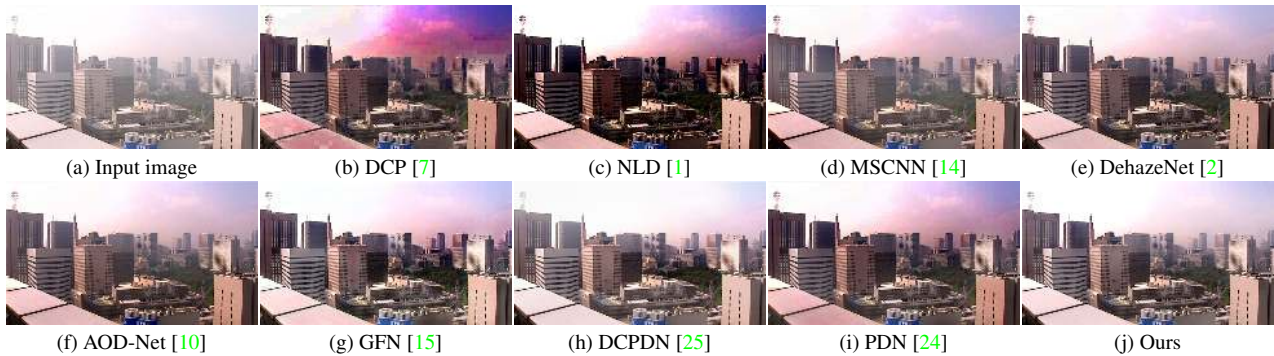 (a) Input image
(b) DCP [7]
(c) NLD [1]
(d) MSCNN [14]
(e) DehazeNet [2]
(f) AOD-Net [10]
(g) GFN [15]
(h) DCPDN [25]
(i) PDN [24]
(j) Ours